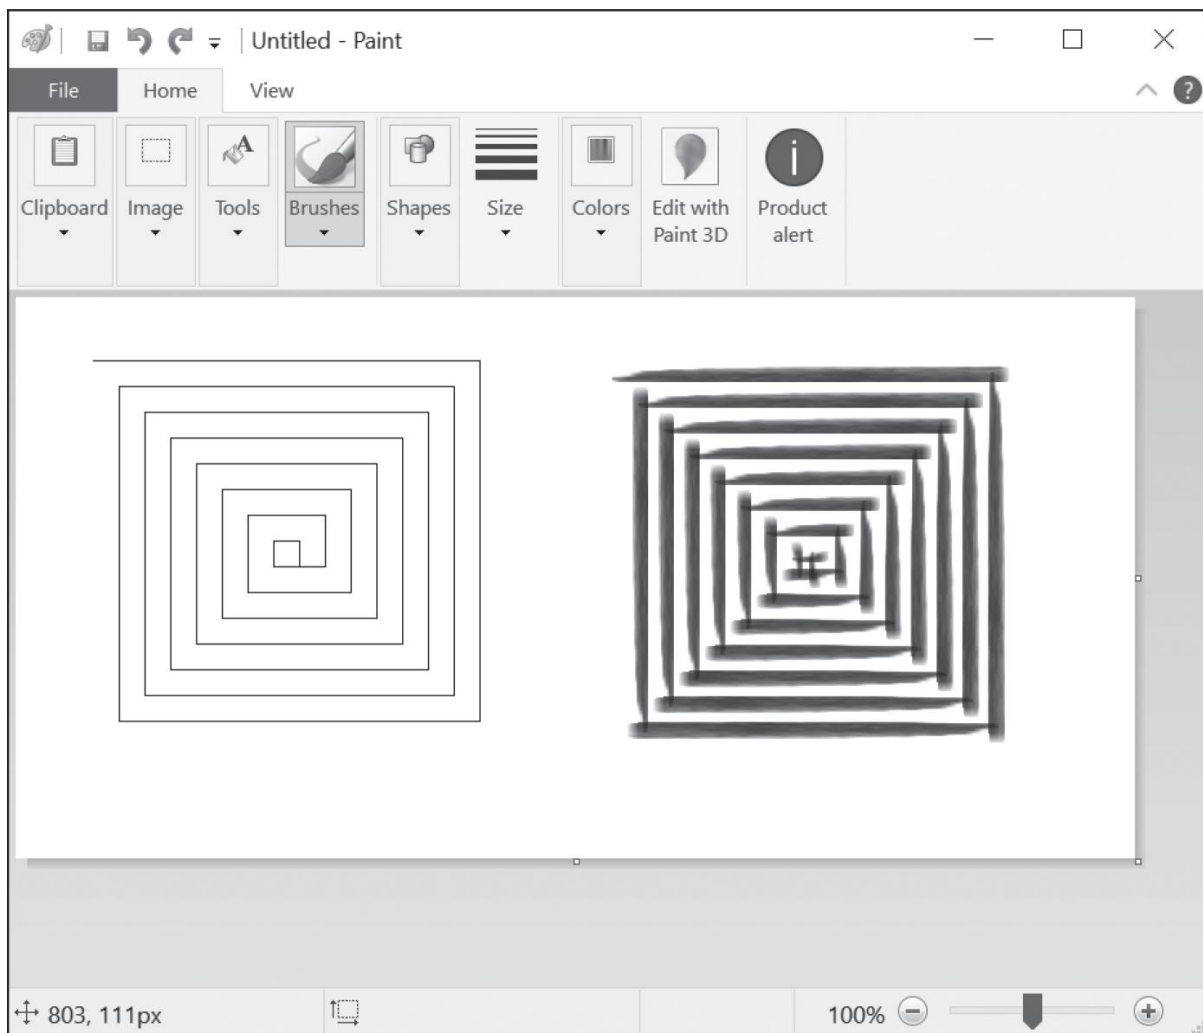 Untitled - Paint
File Home View
?
A
Clipboard Image Tools Brushes Shapes Size Colors Edit with Paint 3D Product alert
i
803, 111px
100%